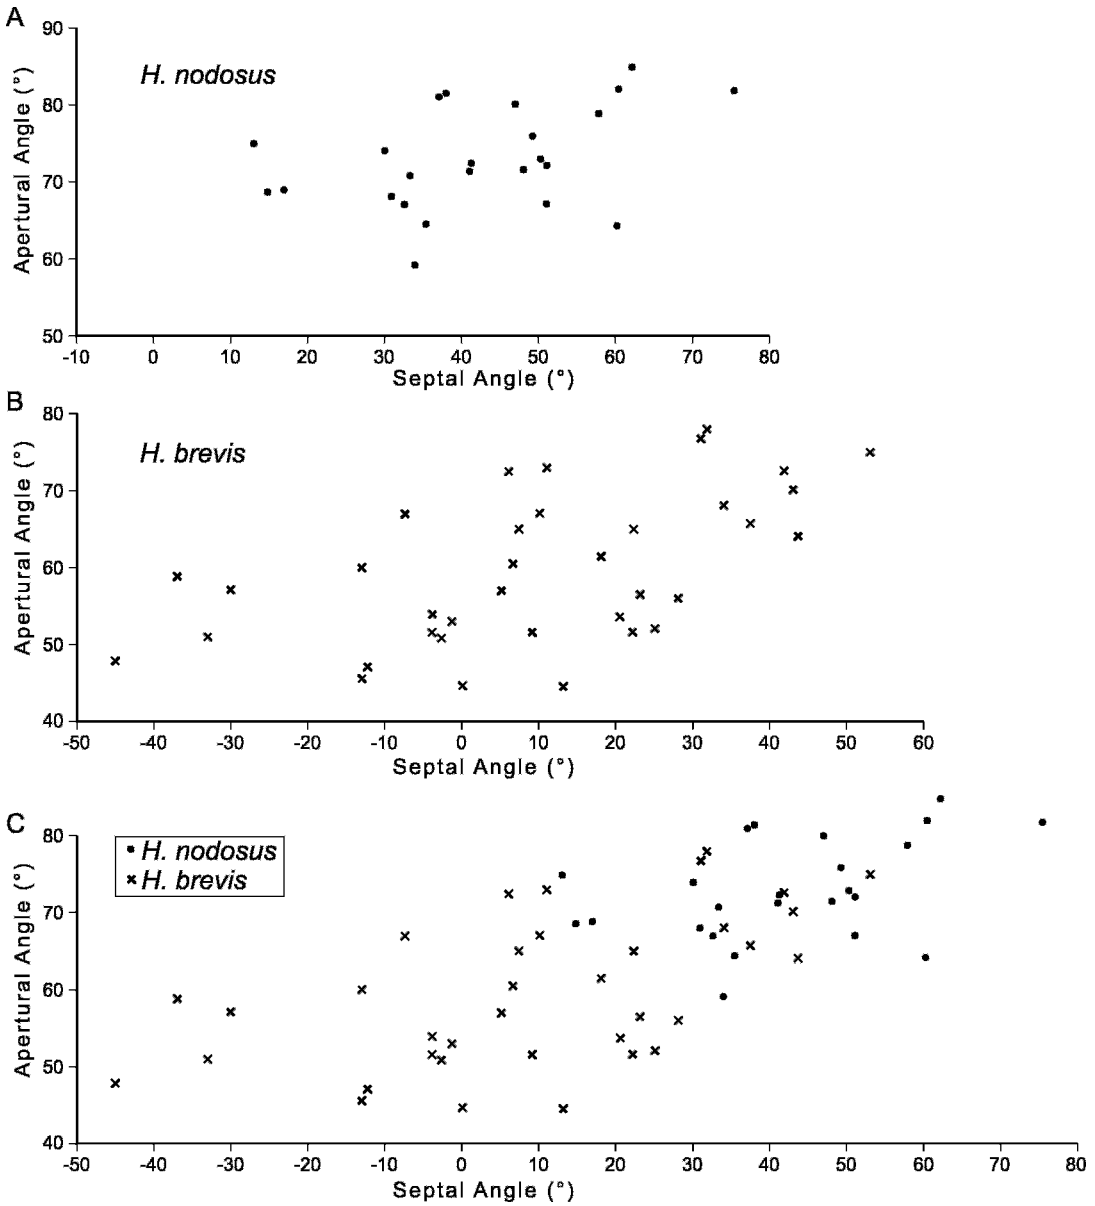 A
90
80
70
60
50
Apertural Angle (°)
H. nodosus
-10 0 10 20 30 40 50 60 70 80
Septal Angle (°)
B
80
70
60
50
40
Apertural Angle (°)
H. brevis
-50 -40 -30 -20 -10 0 10 20 30 40 50 60
Septal Angle (°)
C
80
70
60
50
40
Apertural Angle (°)
H. nodosus
H. brevis
-50 -40 -30 -20 -10 0 10 20 30 40 50 60 70 80
Septal Angle (°)